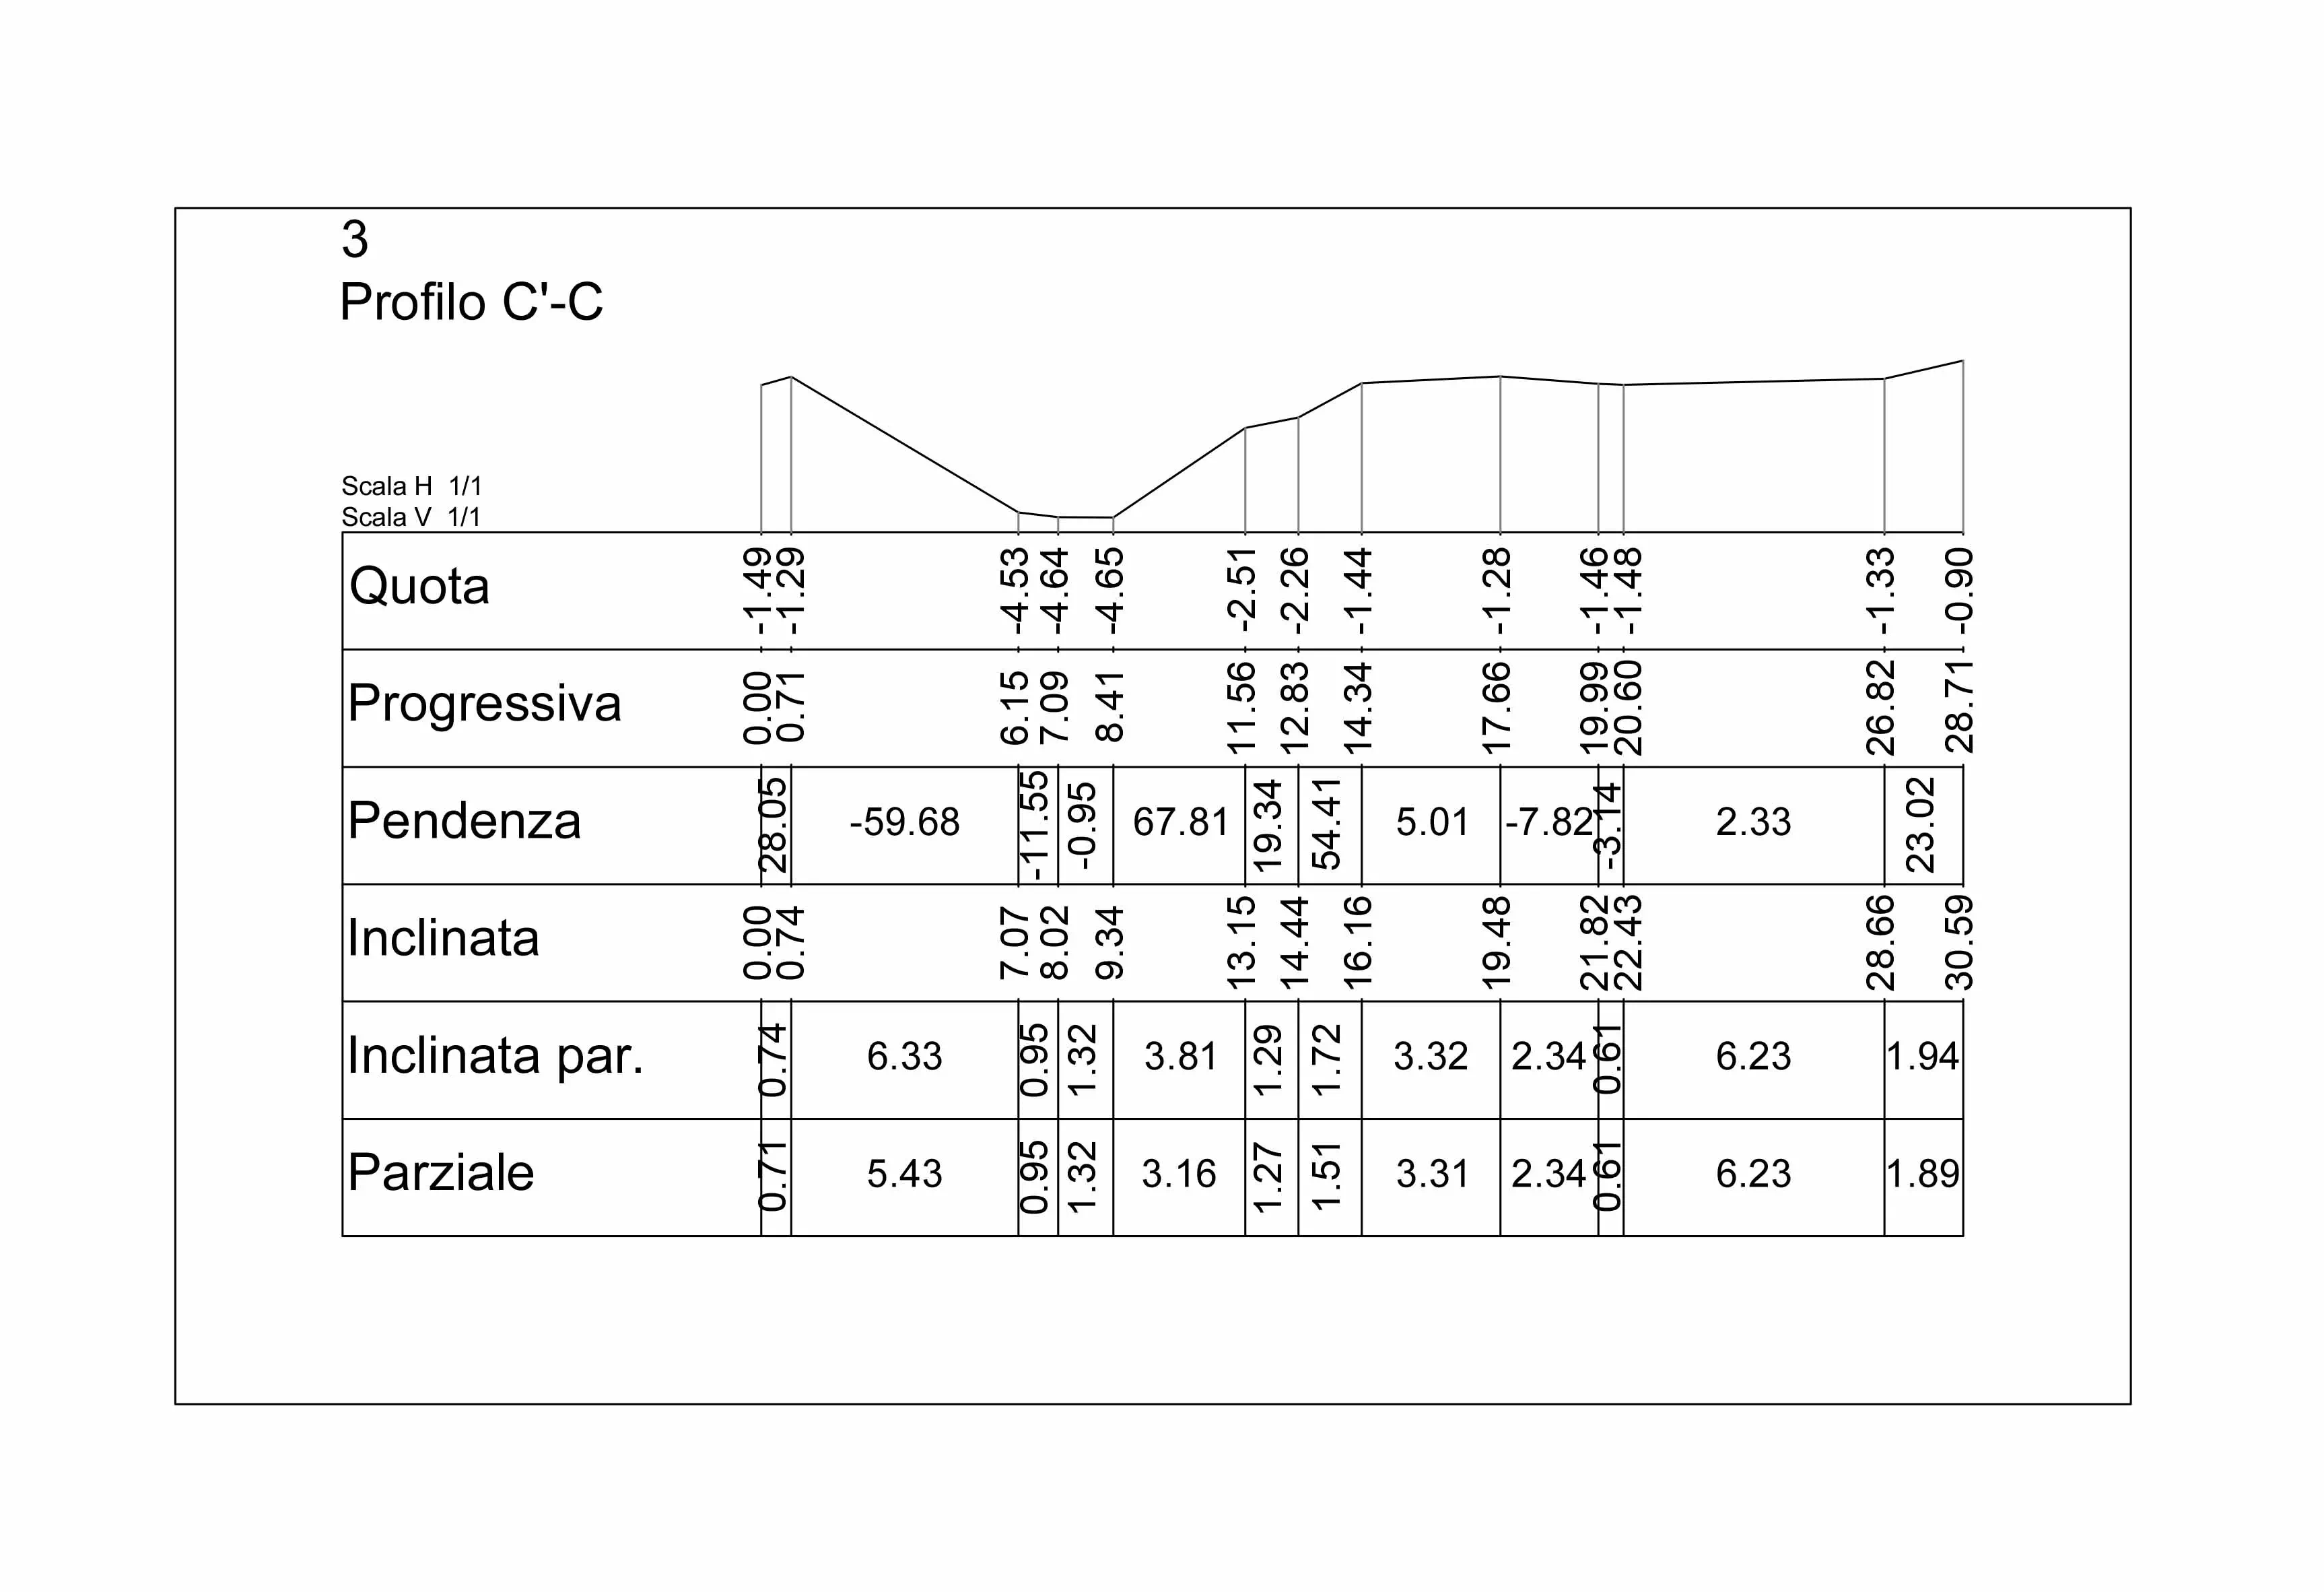 3
Profilo C'-C
Scala H 1/1
Scala V 1/1
Quota -1.49 -1.29 -4.53 -4.64 -4.65 -2.51 -2.26 -1.44 -1.28 -1.46 -1.48 -1.33 -0.90
Progressiva 0.00 0.71 6.15 7.09 8.41 11.56 12.83 14.34 17.66 19.99 20.60 26.82 28.71
Pendenza 28.05 -59.68 -11.55 -0.95 67.81 19.34 54.41 5.01 -7.82 -3.14 2.33 23.02
Inclinata 0.00 0.74 7.07 8.02 9.34 13.15 14.44 16.16 19.48 21.82 22.43 28.66 30.59
Inclinata par. 0.74 6.33 0.95 1.32 3.81 1.29 1.72 3.32 2.34 0.61 6.23 1.94
Parziale 0.71 5.43 0.95 1.32 3.16 1.27 1.51 3.31 2.34 0.61 6.23 1.89